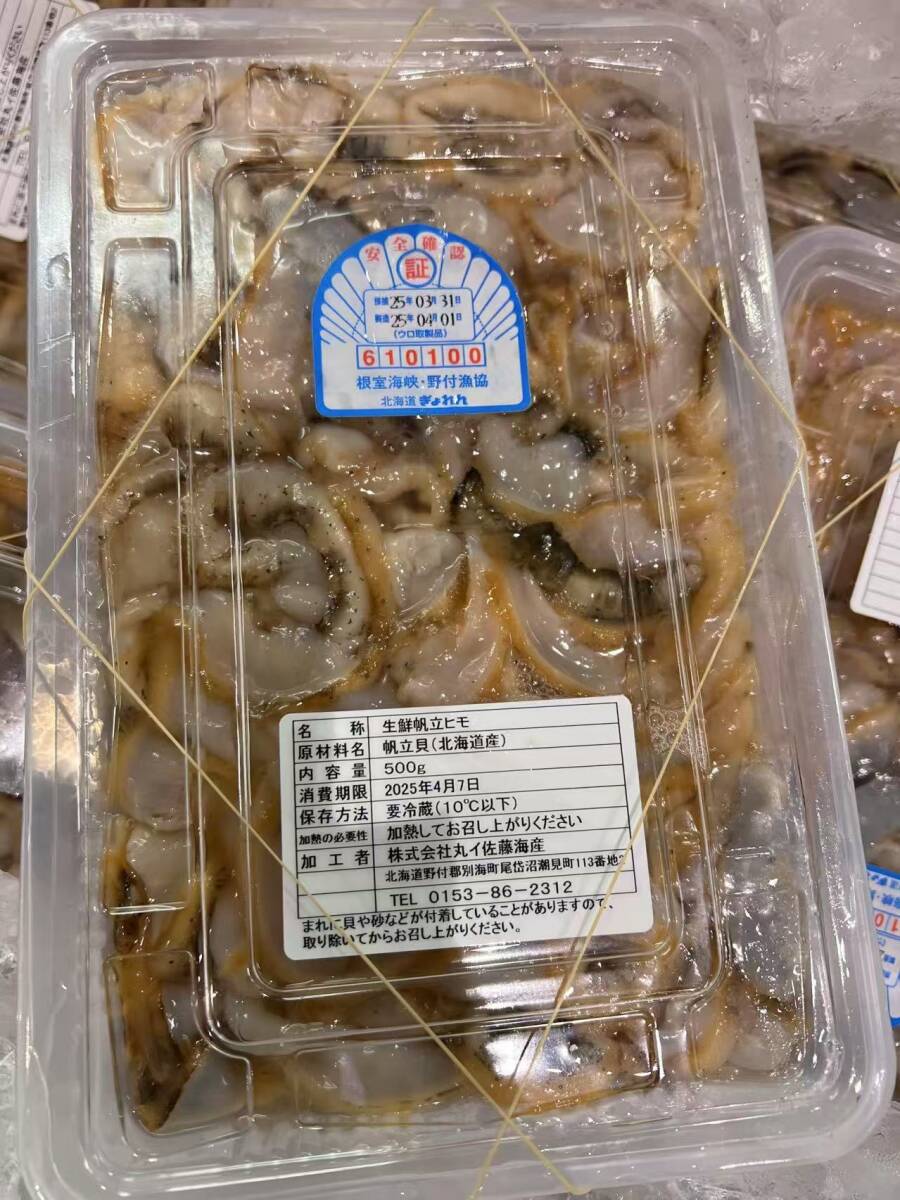 安全確認
証
採捕25年03月31日
製造25年04月01日
(ウロ取製品)
610100
根室海峡・野付漁協
北海道 ぎょれん
名称 生鮮帆立ヒモ
原材料名 帆立貝(北海道産)
内容量 500g
消費期限 2025年4月7日
保存方法 要冷蔵(10℃以下)
加熱の必要性 加熱してお召し上がりください
加工者 株式会社丸イ佐藤海産
北海道野付郡別海町尾岱沼潮見町113番地
TEL 0153-86-2312
まれに貝や砂などが付着していることがありますので、
取り除いてからお召し上がりください。